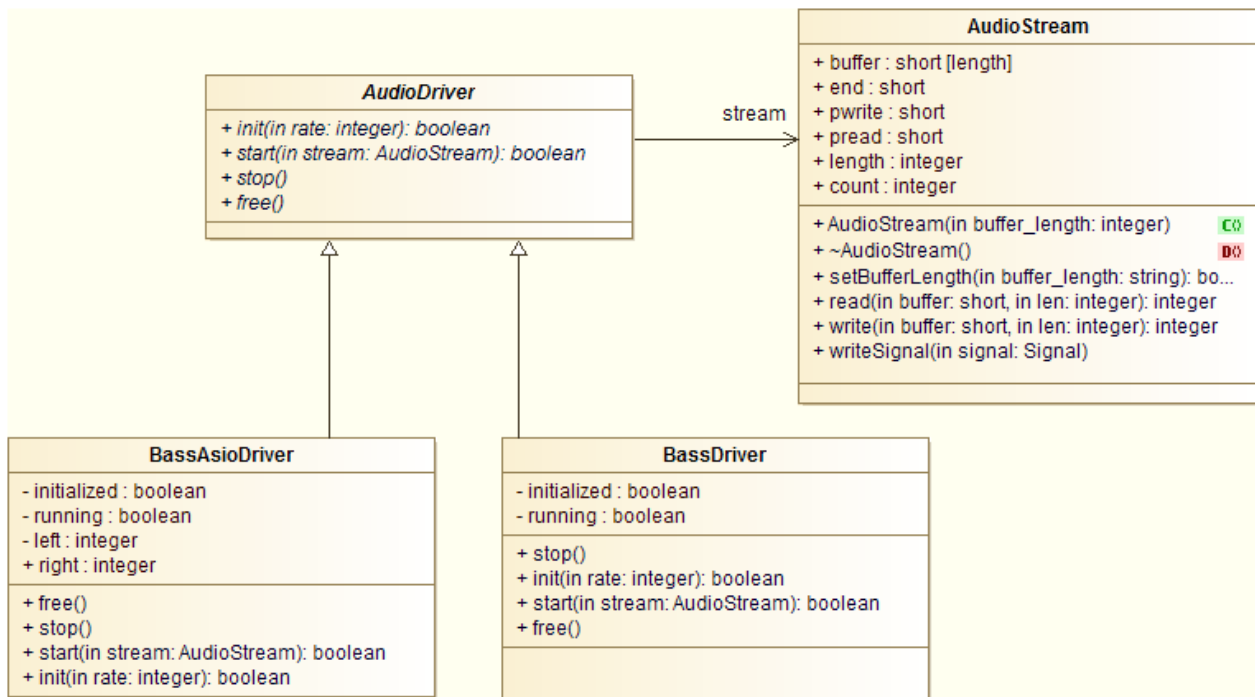 AudioDriver
+ init(in rate: integer): boolean
+ start(in stream: AudioStream): boolean
+ stop()
+ free()
stream
AudioStream
+ buffer : short [length]
+ end : short
+ pwrite : short
+ pread : short
+ length : integer
+ count : integer
+ AudioStream(in buffer_length: integer) C()
+ ~AudioStream() D()
+ setBufferLength(in buffer_length: string): bo...
+ read(in buffer: short, in len: integer): integer
+ write(in buffer: short, in len: integer): integer
+ writeSignal(in signal: Signal)
BassAsioDriver
- initialized : boolean
- running : boolean
- left : integer
+ right : integer
+ free()
+ stop()
+ start(in stream: AudioStream): boolean
+ init(in rate: integer): boolean
BassDriver
- initialized : boolean
- running : boolean
+ stop()
+ init(in rate: integer): boolean
+ start(in stream: AudioStream): boolean
+ free()